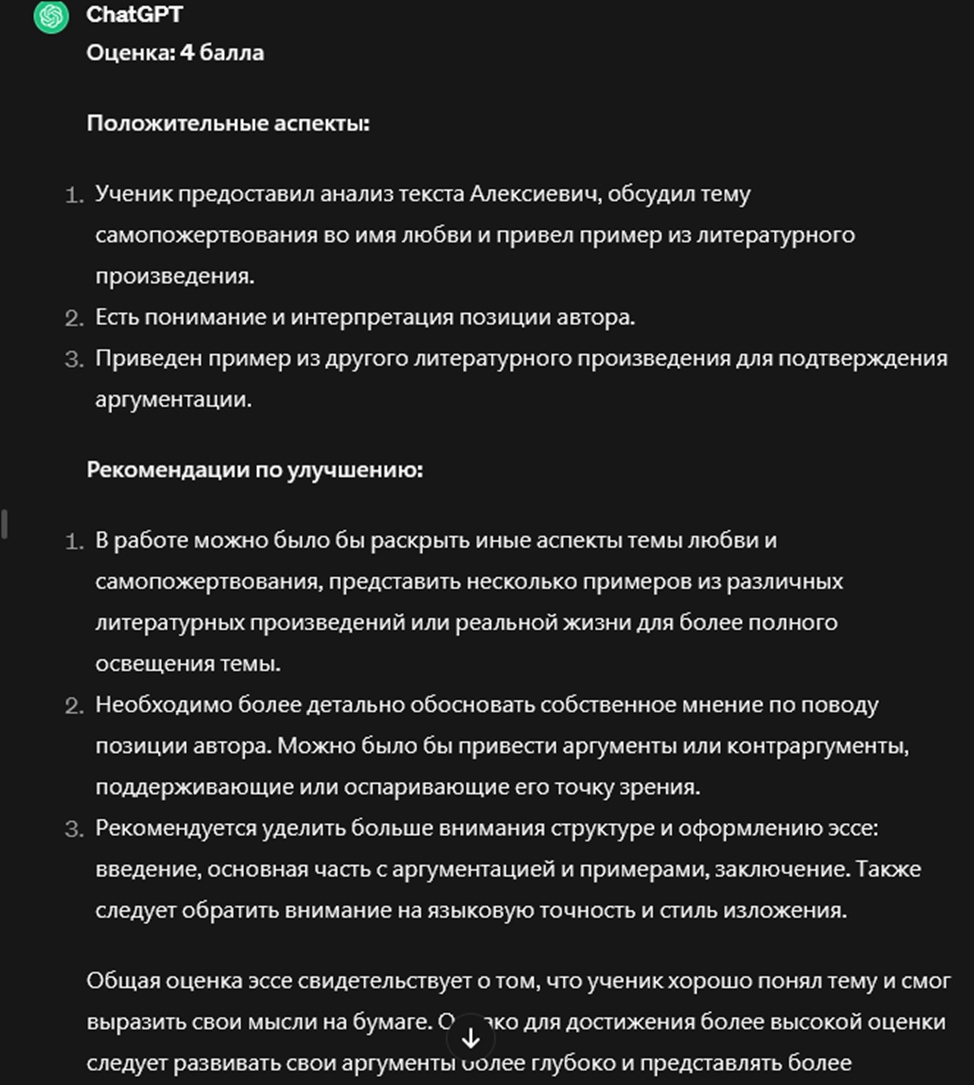 ChatGPT
Оценка: 4 балла
Положительные аспекты:
1. Ученик предоставил анализ текста Алексиевич, обсудил тему
самопожертвования во имя любви и привел пример из литературного
произведения.
2. Есть понимание и интерпретация позиции автора.
3. Приведен пример из другого литературного произведения для подтверждения
аргументации.
Рекомендации по улучшению:
1. В работе можно было бы раскрыть иные аспекты темы любви и
самопожертвования, представить несколько примеров из различных
литературных произведений или реальной жизни для более полного
освещения темы.
2. Необходимо более детально обосновать собственное мнение по поводу
позиции автора. Можно было бы привести аргументы или контраргументы,
поддерживающие или оспаривающие его точку зрения.
3. Рекомендуется уделить больше внимания структуре и оформлению эссе:
введение, основная часть с аргументацией и примерами, заключение. Также
следует обратить внимание на языковую точность и стиль изложения.
Общая оценка эссе свидетельствует о том, что ученик хорошо понял тему и смог
выразить свои мысли на бумаге. для достижения более высокой оценки
следует развивать свои аргументы более глубоко и представлять более